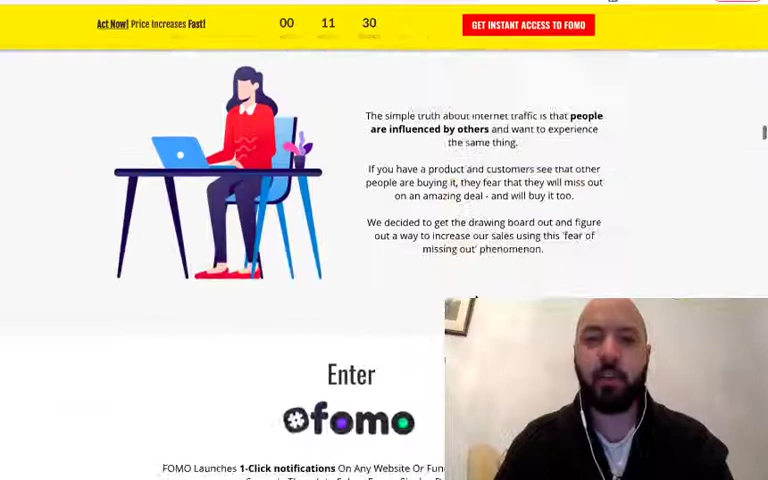 Act Now! Price Increases Fast!
00 11 30
GET INSTANT ACCESS TO FOMO
The simple truth about internet traffic is that people
are influenced by others and want to experience
the same thing.
If you have a product and customers see that other
people are buying it, they fear that they will miss out
on an amazing deal - and will buy it too.
We decided to get the drawing board out and figure
out a way to increase our sales using this 'fear of
missing out' phenomenon.
Enter
fomo
FOMO Launches 1-Click notifications On Any Website Or Fun